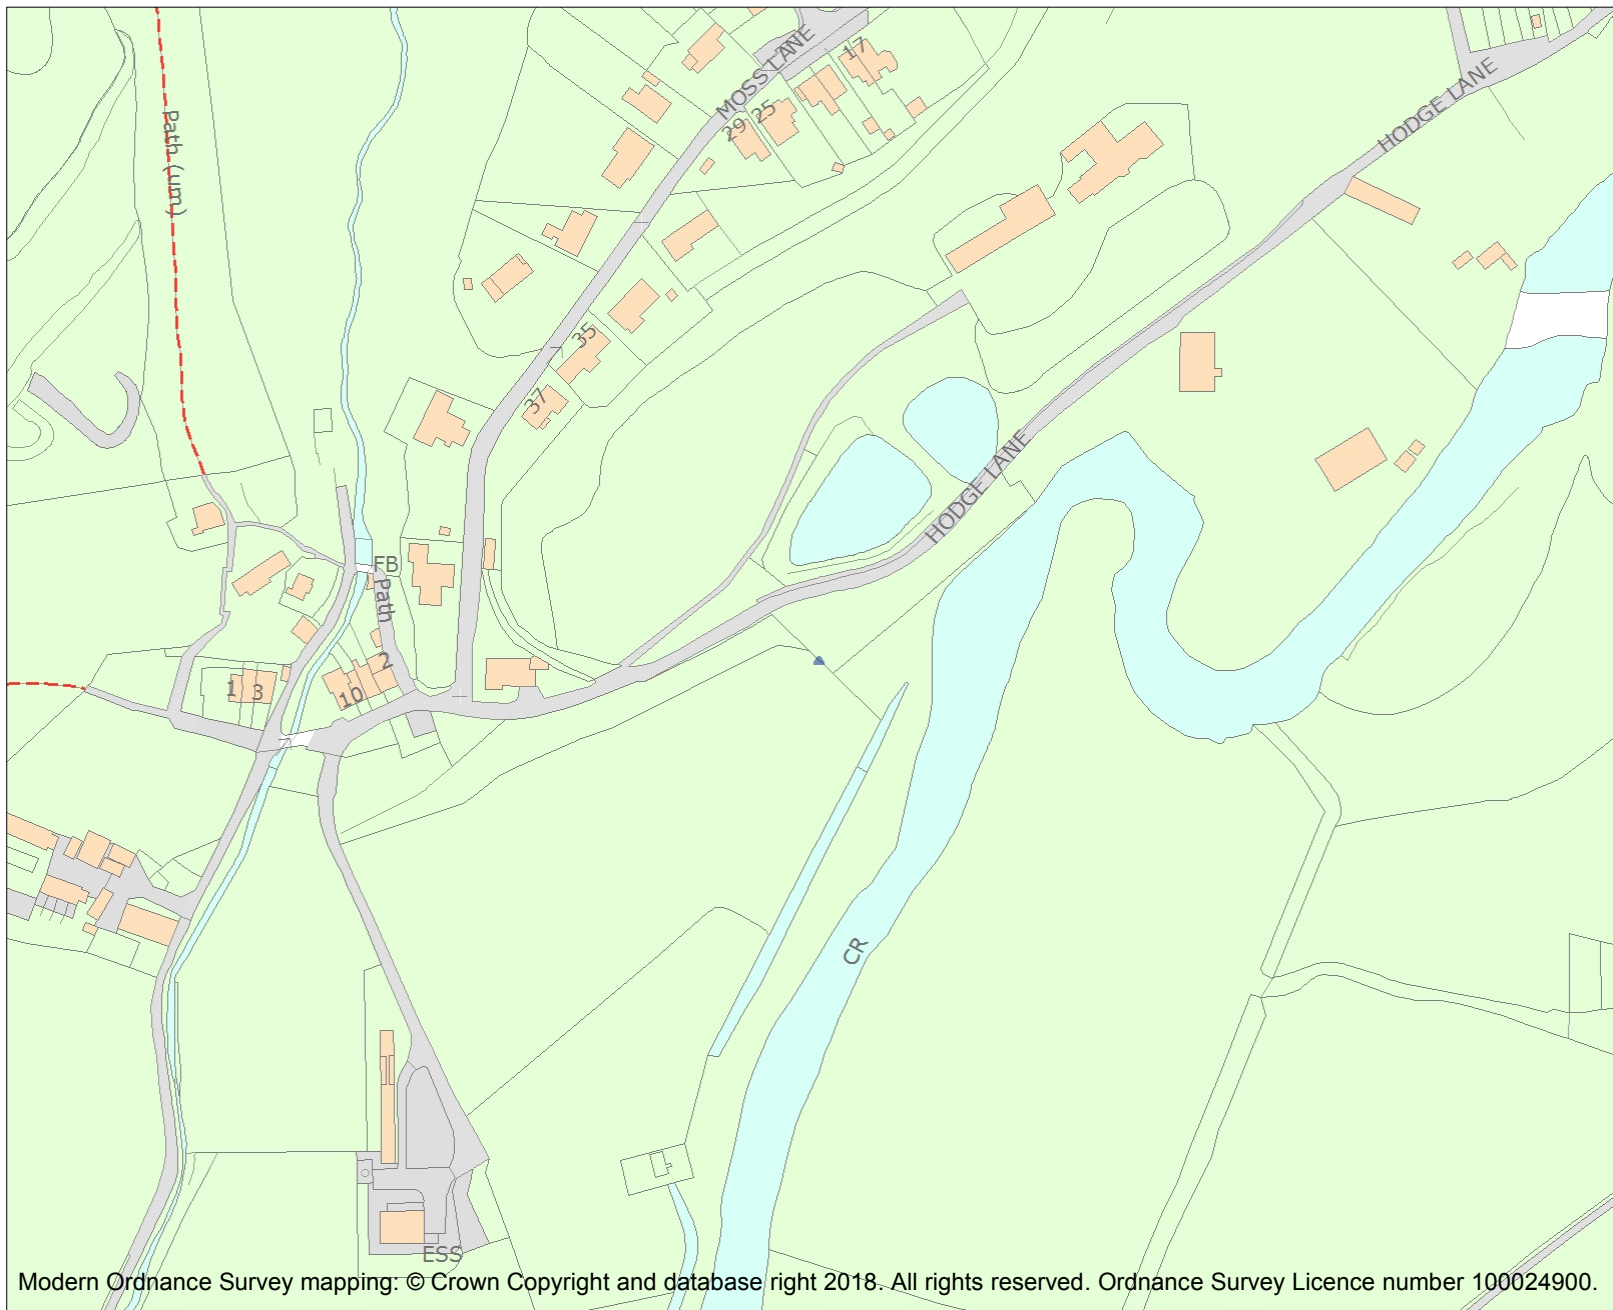 MOSS LANE
17
25
29
HODGE LANE
Path (um)
35
37
HODGE LANE
FB
Path
2
1
3
10
CR
ESS
Modern Ordnance Survey mapping: © Crown Copyright and database right 2018. All rights reserved. Ordnance Survey Licence number 100024900.